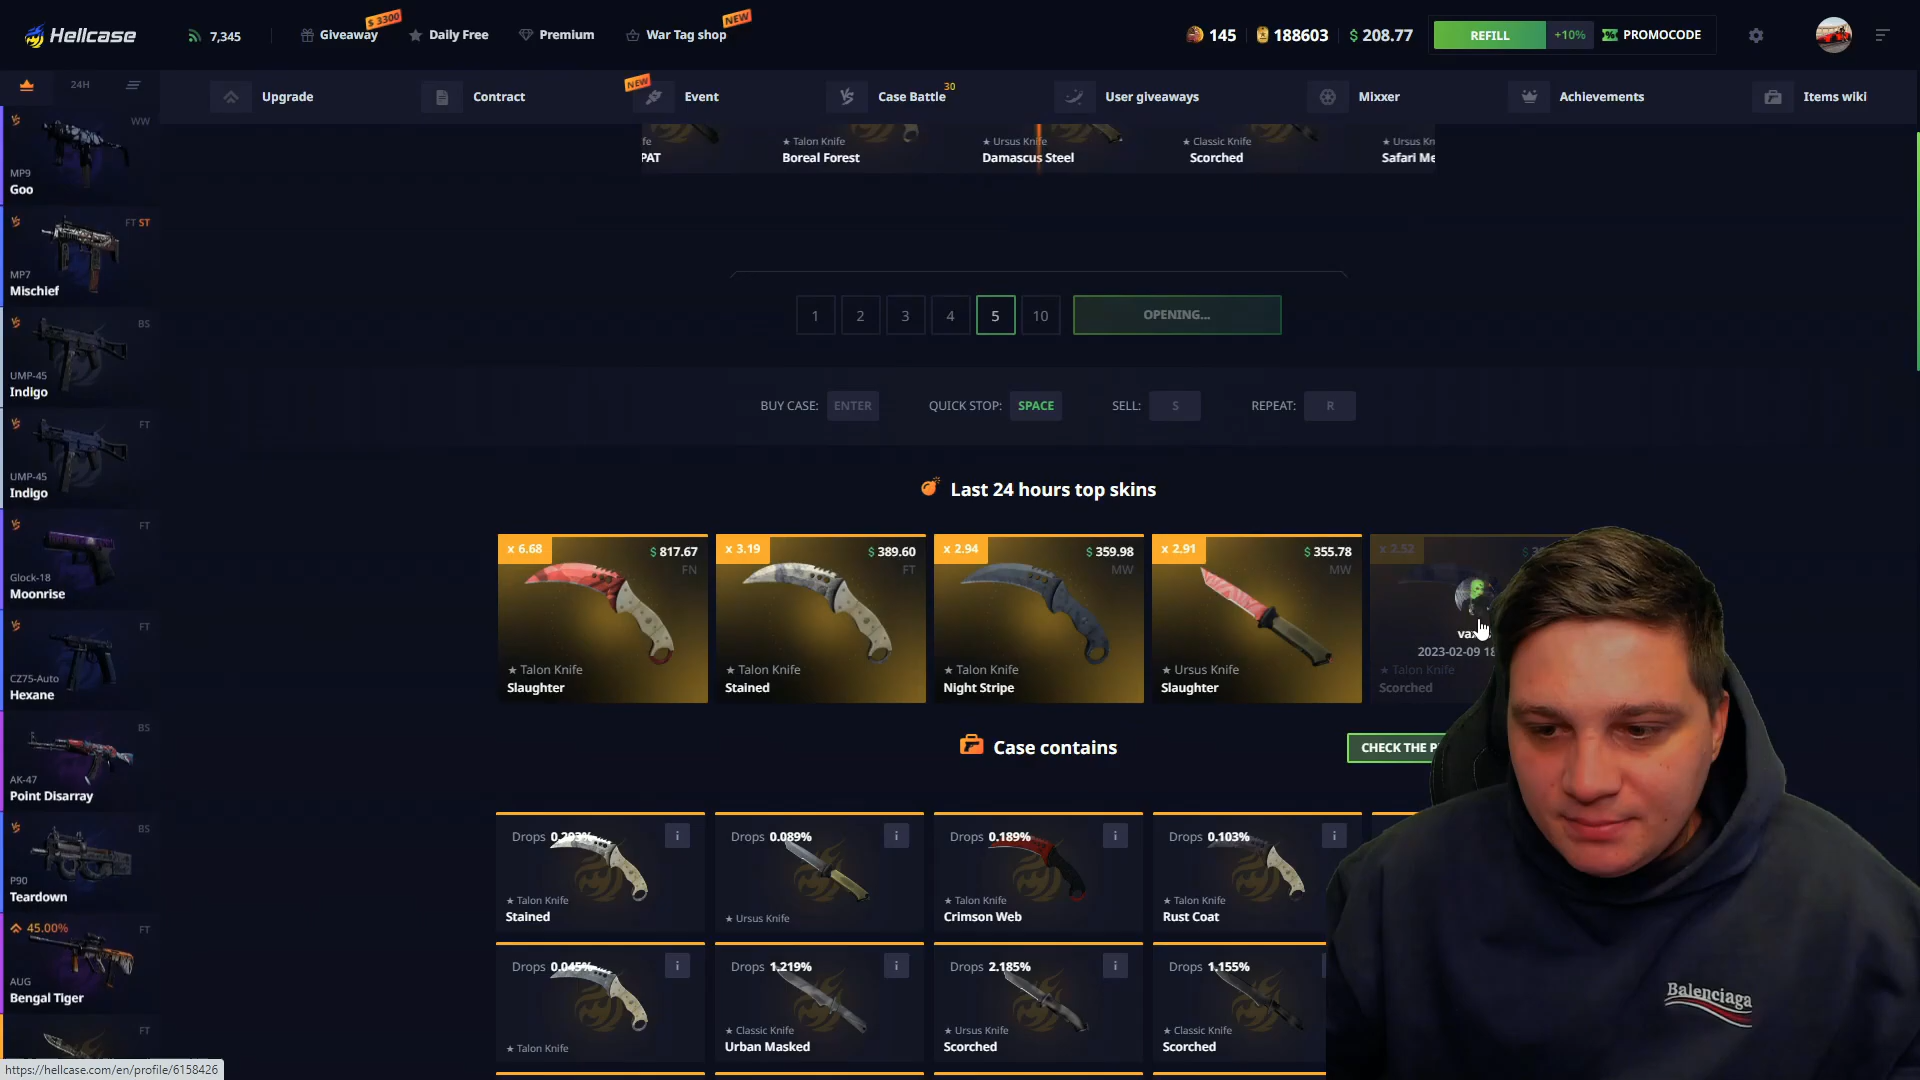 Hellcase
7,345
Giveaway
$ 3300
Daily Free
Premium
War Tag shop
NEW
145
188603
$ 208.77
REFILL
+10%
PROMOCODE
24H
Upgrade
Contract
NEW
Event
Case Battle
30
User giveaways
Mixxer
Achievements
Items wiki
WW
MP9
Goo
FT ST
MP7
Mischief
BS
UMP-45
Indigo
FT
UMP-45
Indigo
FT
Glock-18
Moonrise
FT
CZ75-Auto
Hexane
BS
AK-47
Point Disarray
BS
P90
Teardown
45.00%
FT
AUG
Bengal Tiger
FT
fe
PAT
★ Talon Knife
Boreal Forest
★ Ursus Knife
Damascus Steel
★ Classic Knife
Scorched
★ Ursus Kn
Safari Me
1 2 3 4 5 10
OPENING...
BUY CASE: ENTER
QUICK STOP: SPACE
SELL: S
REPEAT: R
Last 24 hours top skins
x 6.68
$ 817.67
FN
★ Talon Knife
Slaughter
x 3.19
$ 389.60
FT
★ Talon Knife
Stained
x 2.94
$ 359.98
MW
★ Talon Knife
Night Stripe
x 2.91
$ 355.78
MW
★ Ursus Knife
Slaughter
x 2.52
2023-02-09 18
★ Talon Knife
Scorched
Case contains
CHECK THE P
Drops 0.293%
★ Talon Knife
Stained
Drops 0.089%
★ Ursus Knife
Drops 0.189%
★ Talon Knife
Crimson Web
Drops 0.103%
★ Talon Knife
Rust Coat
Drops 0.045%
★ Talon Knife
Drops 1.219%
★ Classic Knife
Urban Masked
Drops 2.185%
★ Ursus Knife
Scorched
Drops 1.155%
★ Classic Knife
Scorched
Balenciaga
https://hellcase.com/en/profile/6158426